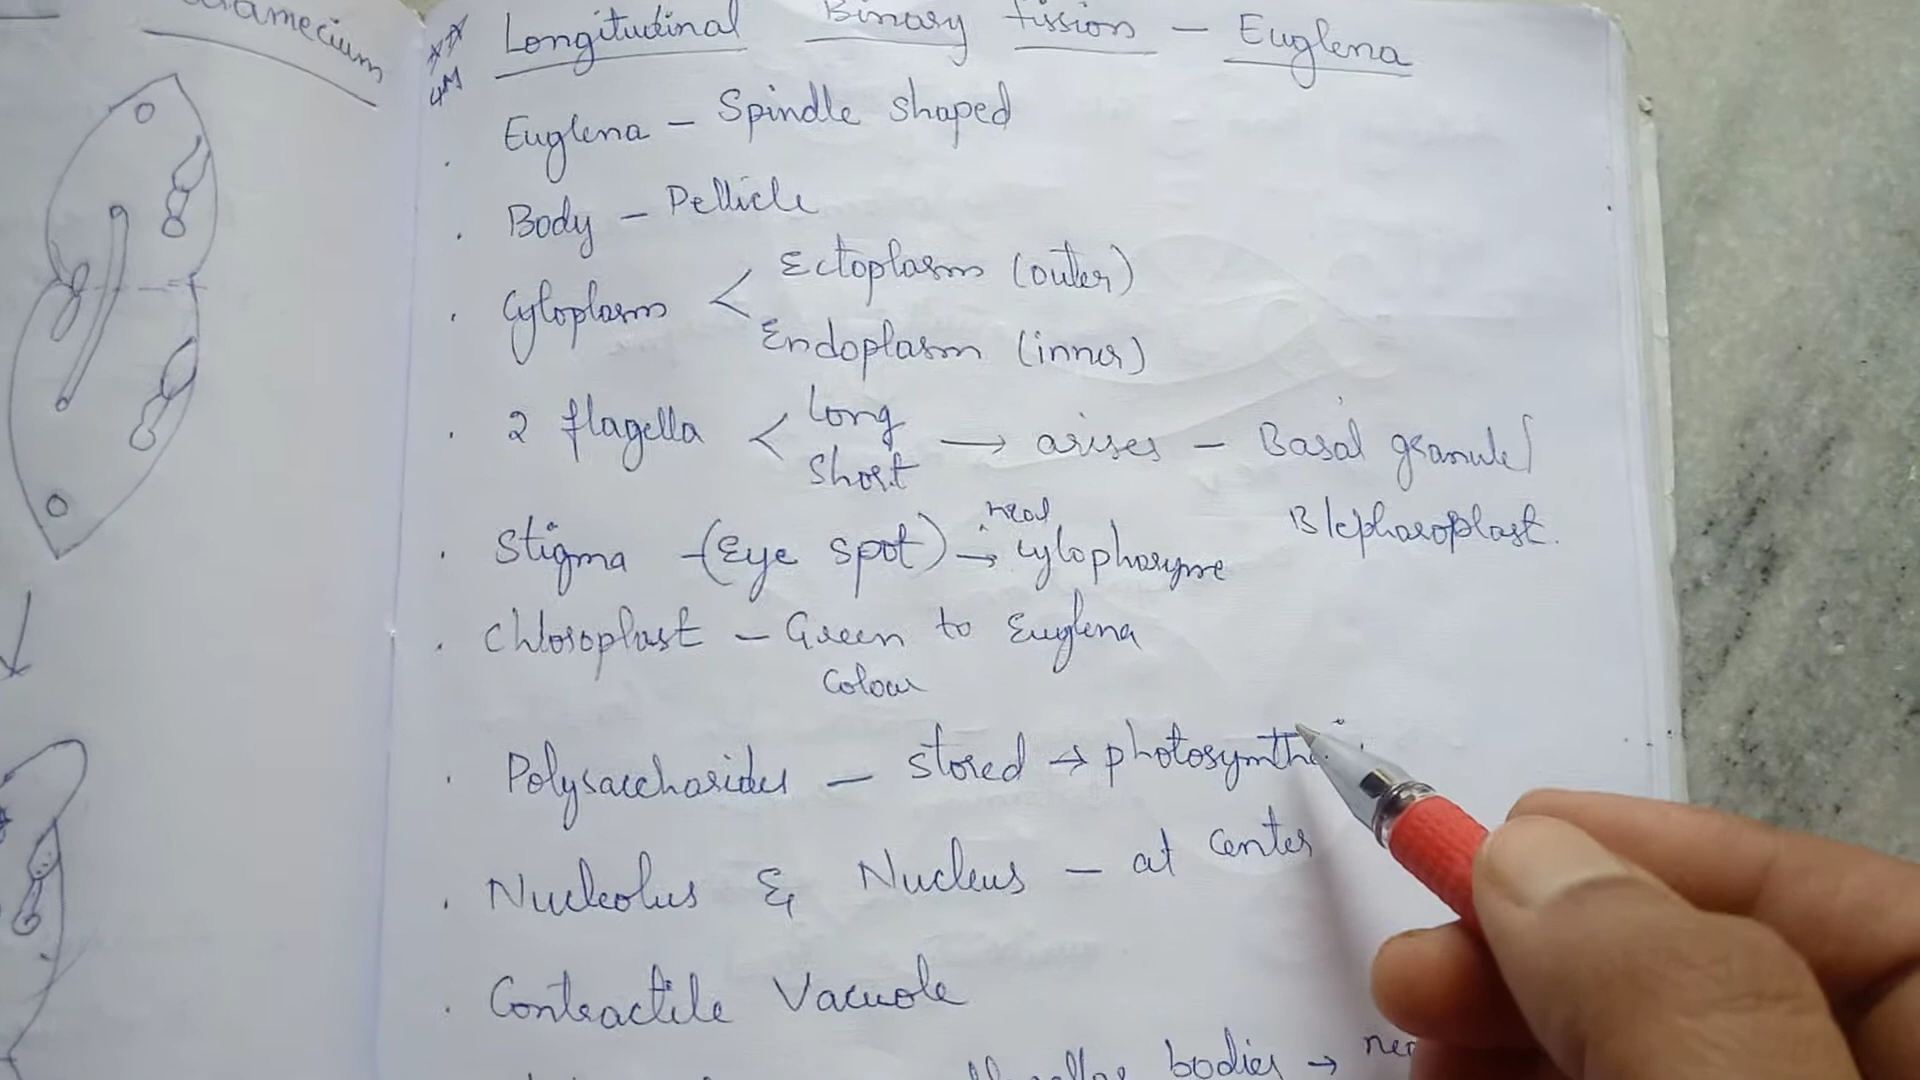 Paramecium
** 4M
Longitudinal Binary fission – Euglena
. Euglena – Spindle shaped
. Body – Pellicle
. Cytoplasm < Ectoplasm (outer)
Endoplasm (inner)
. 2 flagella < long
short → arises – Basal granule/
Blepharoplast.
. Stigma – (Eye spot) → near cytopharynx
. Chloroplast – Green to Euglena
Colour
. Polysaccharides – stored → photosynthe
. Nucleolus & Nucleus – at center
. Contractile Vacuole
bodies →